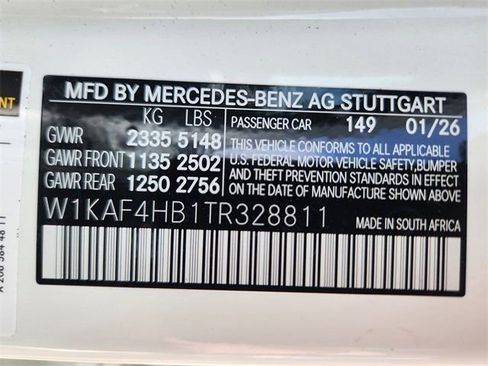 MFD BY MERCEDES-BENZ AG STUTTGART
KG LBS
PASSENGER CAR 149 01/26
GVWR 2335 5148
GAWR FRONT 1135 2502
GAWR REAR 1250 2756
THIS VEHICLE CONFORMS TO ALL APPLICABLE
U.S. FEDERAL MOTOR VEHICLE SAFETY, BUMPER
AND THEFT PREVENTION STANDARDS IN EFFECT
ON THE DATE OF MANUFACTURE SHOWN ABOVE.
W1KAF4HB1TR328811
MADE IN SOUTH AFRICA